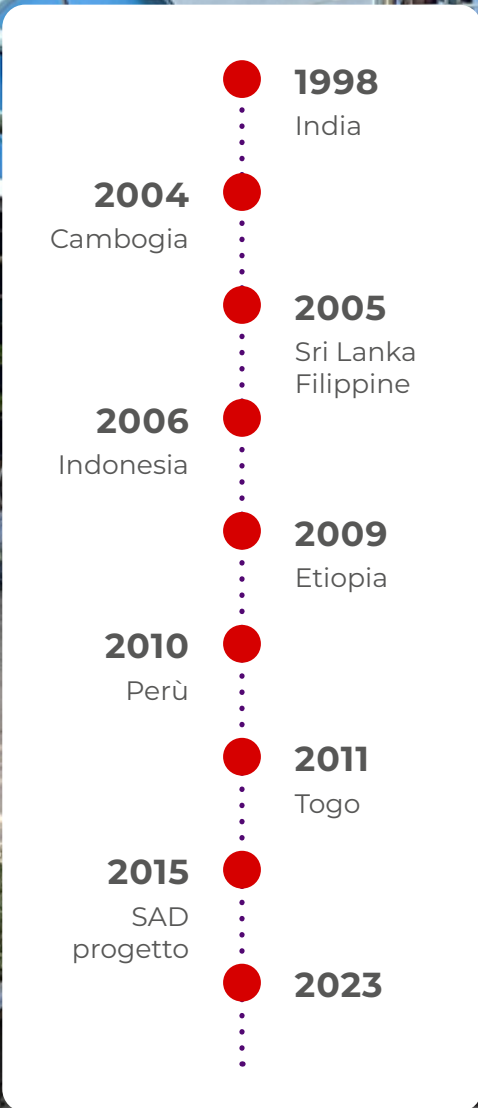 1998
India
2004
Cambogia
2005
Sri Lanka
Filippine
2006
Indonesia
2009
Etiopia
2010
Perù
2011
Togo
2015
SAD
progetto
2023